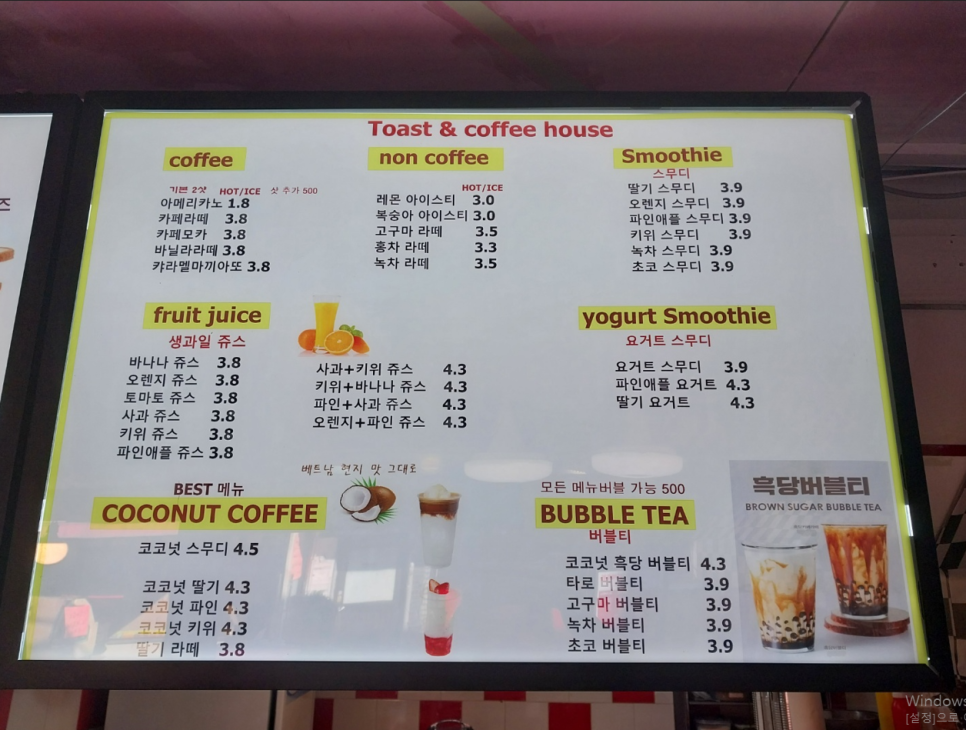 Toast & coffee house
coffee
기본 2샷 HOT/ICE 샷 추가 500
아메리카노 1.8
카페라떼 3.8
카페모카 3.8
바닐라라떼 3.8
캬라멜마끼아또 3.8
non coffee
HOT/ICE
레몬 아이스티 3.0
복숭아 아이스티 3.0
고구마 라떼 3.5
홍차 라떼 3.3
녹차 라떼 3.5
Smoothie
스무디
딸기 스무디 3.9
오렌지 스무디 3.9
파인애플 스무디 3.9
키위 스무디 3.9
녹차 스무디 3.9
초코 스무디 3.9
fruit juice
생과일 쥬스
바나나 쥬스 3.8
오렌지 쥬스 3.8
토마토 쥬스 3.8
사과 쥬스 3.8
키위 쥬스 3.8
파인애플 쥬스 3.8
사과+키위 쥬스 4.3
키위+바나나 쥬스 4.3
파인+사과 쥬스 4.3
오렌지+파인 쥬스 4.3
yogurt Smoothie
요거트 스무디
요거트 스무디 3.9
파인애플 요거트 4.3
딸기 요거트 4.3
베트남 현지 맛 그대로
BEST 메뉴
COCONUT COFFEE
코코넛 스무디 4.5
코코넛 딸기 4.3
코코넛 파인 4.3
코코넛 키위 4.3
딸기 라떼 3.8
모든 메뉴버블 가능 500
BUBBLE TEA
버블티
코코넛 흑당 버블티 4.3
타로 버블티 3.9
고구마 버블티 3.9
녹차 버블티 3.9
초코 버블티 3.9
흑당버블티
BROWN SUGAR BUBBLE TEA
즈
Windows
[설정]으로